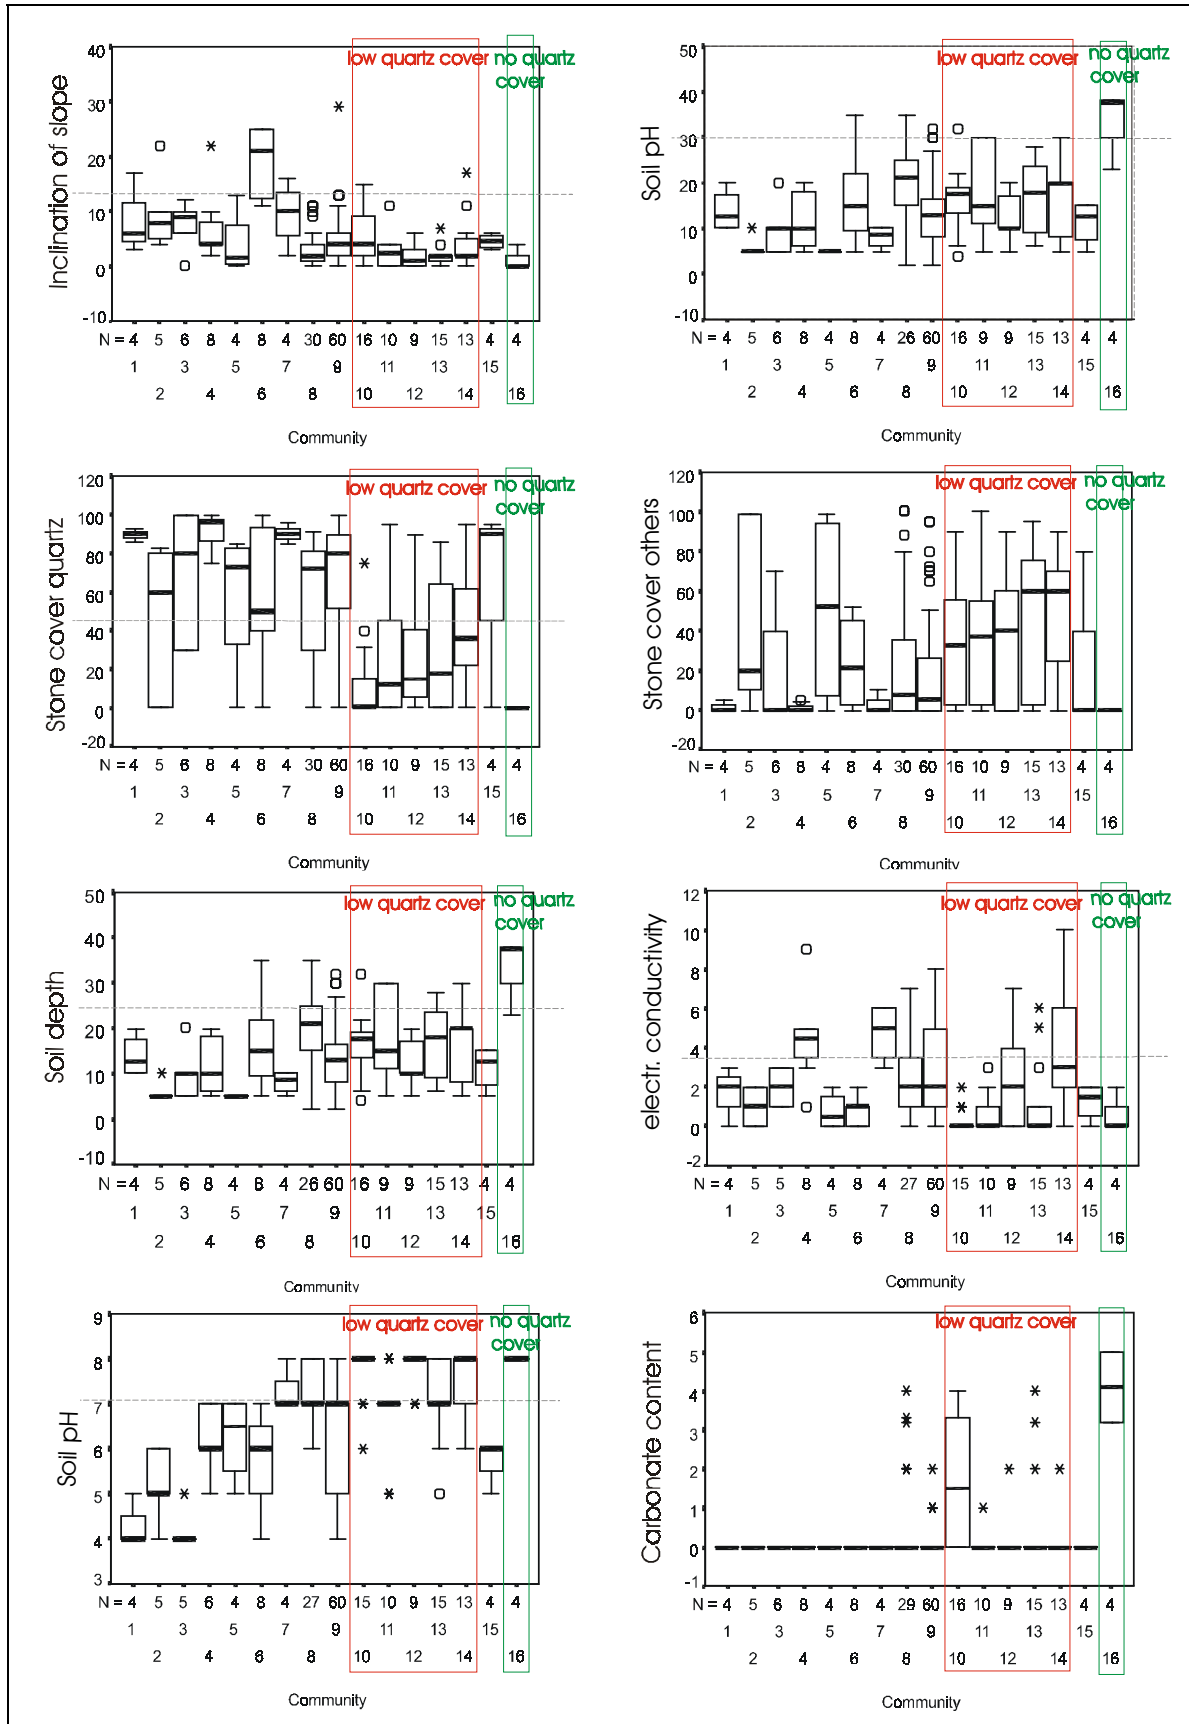 Inclination of slope
low quartz cover
no quartz
cover
40
30
20
10
0
-10
N = 4 5 6 8 4 8 4 30 60 16 10 9 15 13 4 4
1 3 5 7 9 11 13 15
2 4 6 8 10 12 14 16
Community
Soil pH
low quartz cover
no quartz
cover
50
40
30
20
10
0
-10
N = 4 5 6 8 4 8 4 26 60 16 9 9 15 13 4 4
1 3 5 7 9 11 13 15
2 4 6 8 10 12 14 16
Community
Stone cover quartz
low quartz cover
no quartz
cover
120
100
80
60
40
20
0
-20
N = 4 5 6 8 4 8 4 30 60 16 10 9 15 13 4 4
1 3 5 7 9 11 13 15
2 4 6 8 10 12 14 16
Community
Stone cover others
low quartz cover
no quartz
cover
120
100
80
60
40
20
0
-20
N = 4 5 6 8 4 8 4 30 60 16 10 9 15 13 4 4
1 3 5 7 9 11 13 15
2 4 6 8 10 12 14 16
Community
Soil depth
low quartz cover
no quartz
cover
50
40
30
20
10
0
-10
N = 4 5 6 8 4 8 4 26 60 16 9 9 15 13 4 4
1 3 5 7 9 11 13 15
2 4 6 8 10 12 14 16
Community
electr. conductivity
low quartz cover
no quartz
cover
12
10
8
6
4
2
0
-2
N = 4 5 5 8 4 8 4 27 60 15 10 9 15 13 4 4
1 3 5 7 9 11 13 15
2 4 6 8 10 12 14 16
Community
Soil pH
low quartz cover
no quartz
cover
9
8
7
6
5
4
3
N = 4 5 5 6 4 8 4 27 60 15 10 9 15 13 4 4
1 3 5 7 9 11 13 15
2 4 6 8 10 12 14 16
Community
Carbonate content
low quartz cover
no quartz
cover
6
5
4
3
2
1
0
-1
N = 4 5 6 8 4 8 4 29 60 16 10 9 15 13 4 4
1 3 5 7 9 11 13 15
2 4 6 8 10 12 14 16
Community